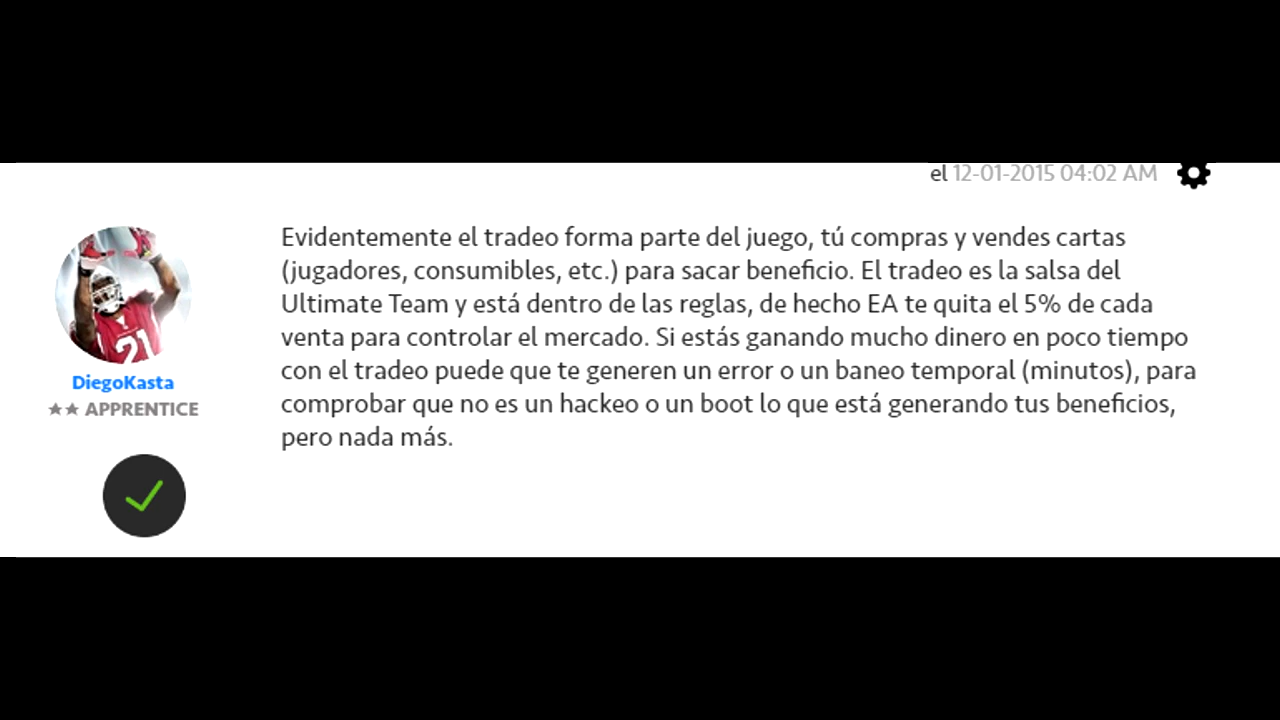 el 12-01-2015 04:02 AM
Evidentemente el tradeo forma parte del juego, tú compras y vendes cartas
(jugadores, consumibles, etc.) para sacar beneficio. El tradeo es la salsa del
Ultimate Team y está dentro de las reglas, de hecho EA te quita el 5% de cada
venta para controlar el mercado. Si estás ganando mucho dinero en poco tiempo
con el tradeo puede que te generen un error o un baneo temporal (minutos), para
comprobar que no es un hackeo o un boot lo que está generando tus beneficios,
pero nada más.
21
DiegoKasta
★★ APPRENTICE